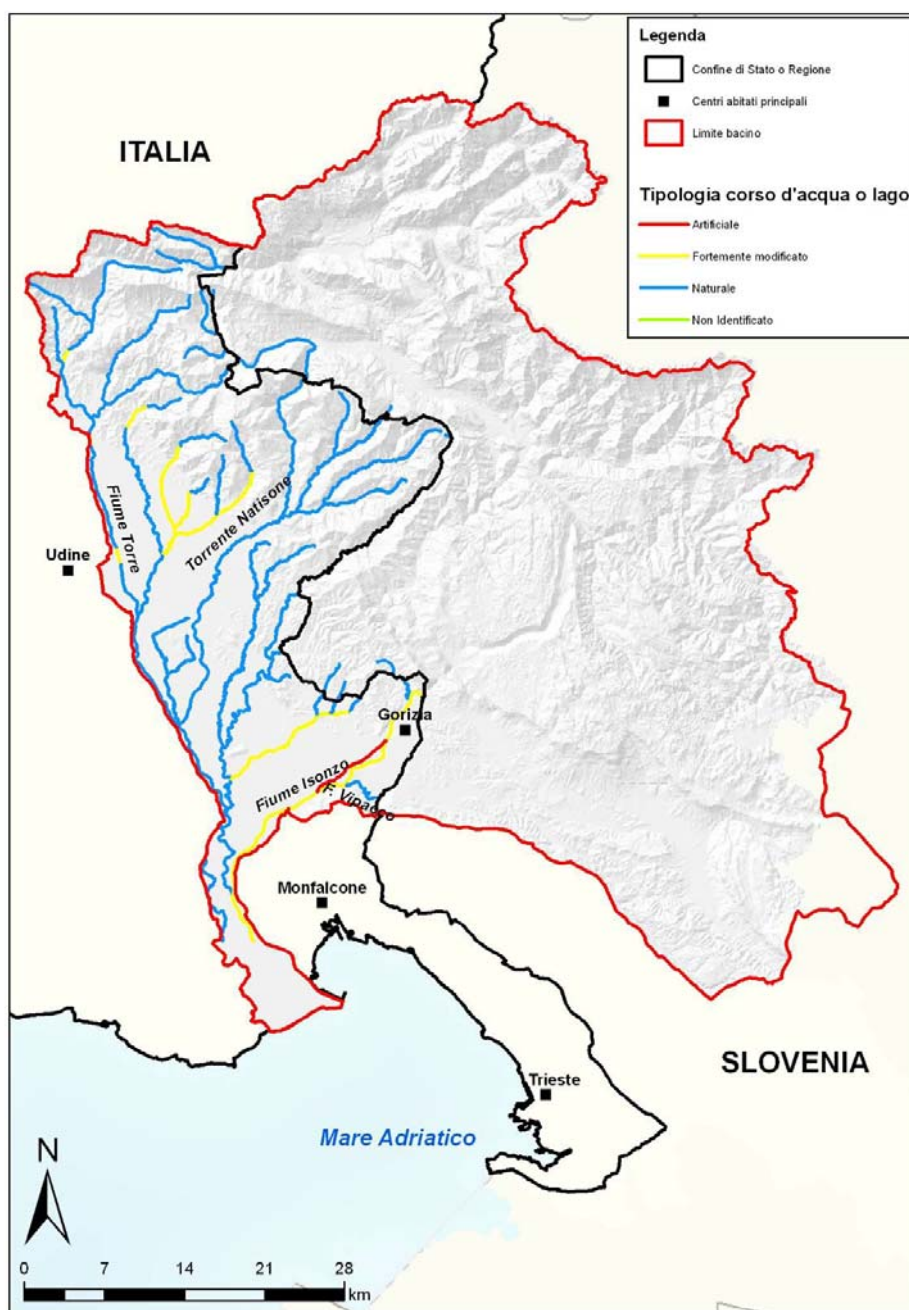 Legenda
Confine di Stato o Regione
Centri abitati principali
Limite bacino
Tipologia corso d'acqua o lago
Artificiale
Fortemente modificato
Naturale
Non Identificato
ITALIA
Fiume Torre
Torrente Natisone
Udine
Gorizia
Fiume Isonzo
F. Vipacco
Monfalcone
SLOVENIA
Trieste
Mare Adriatico
N
0 7 14 21 28
km